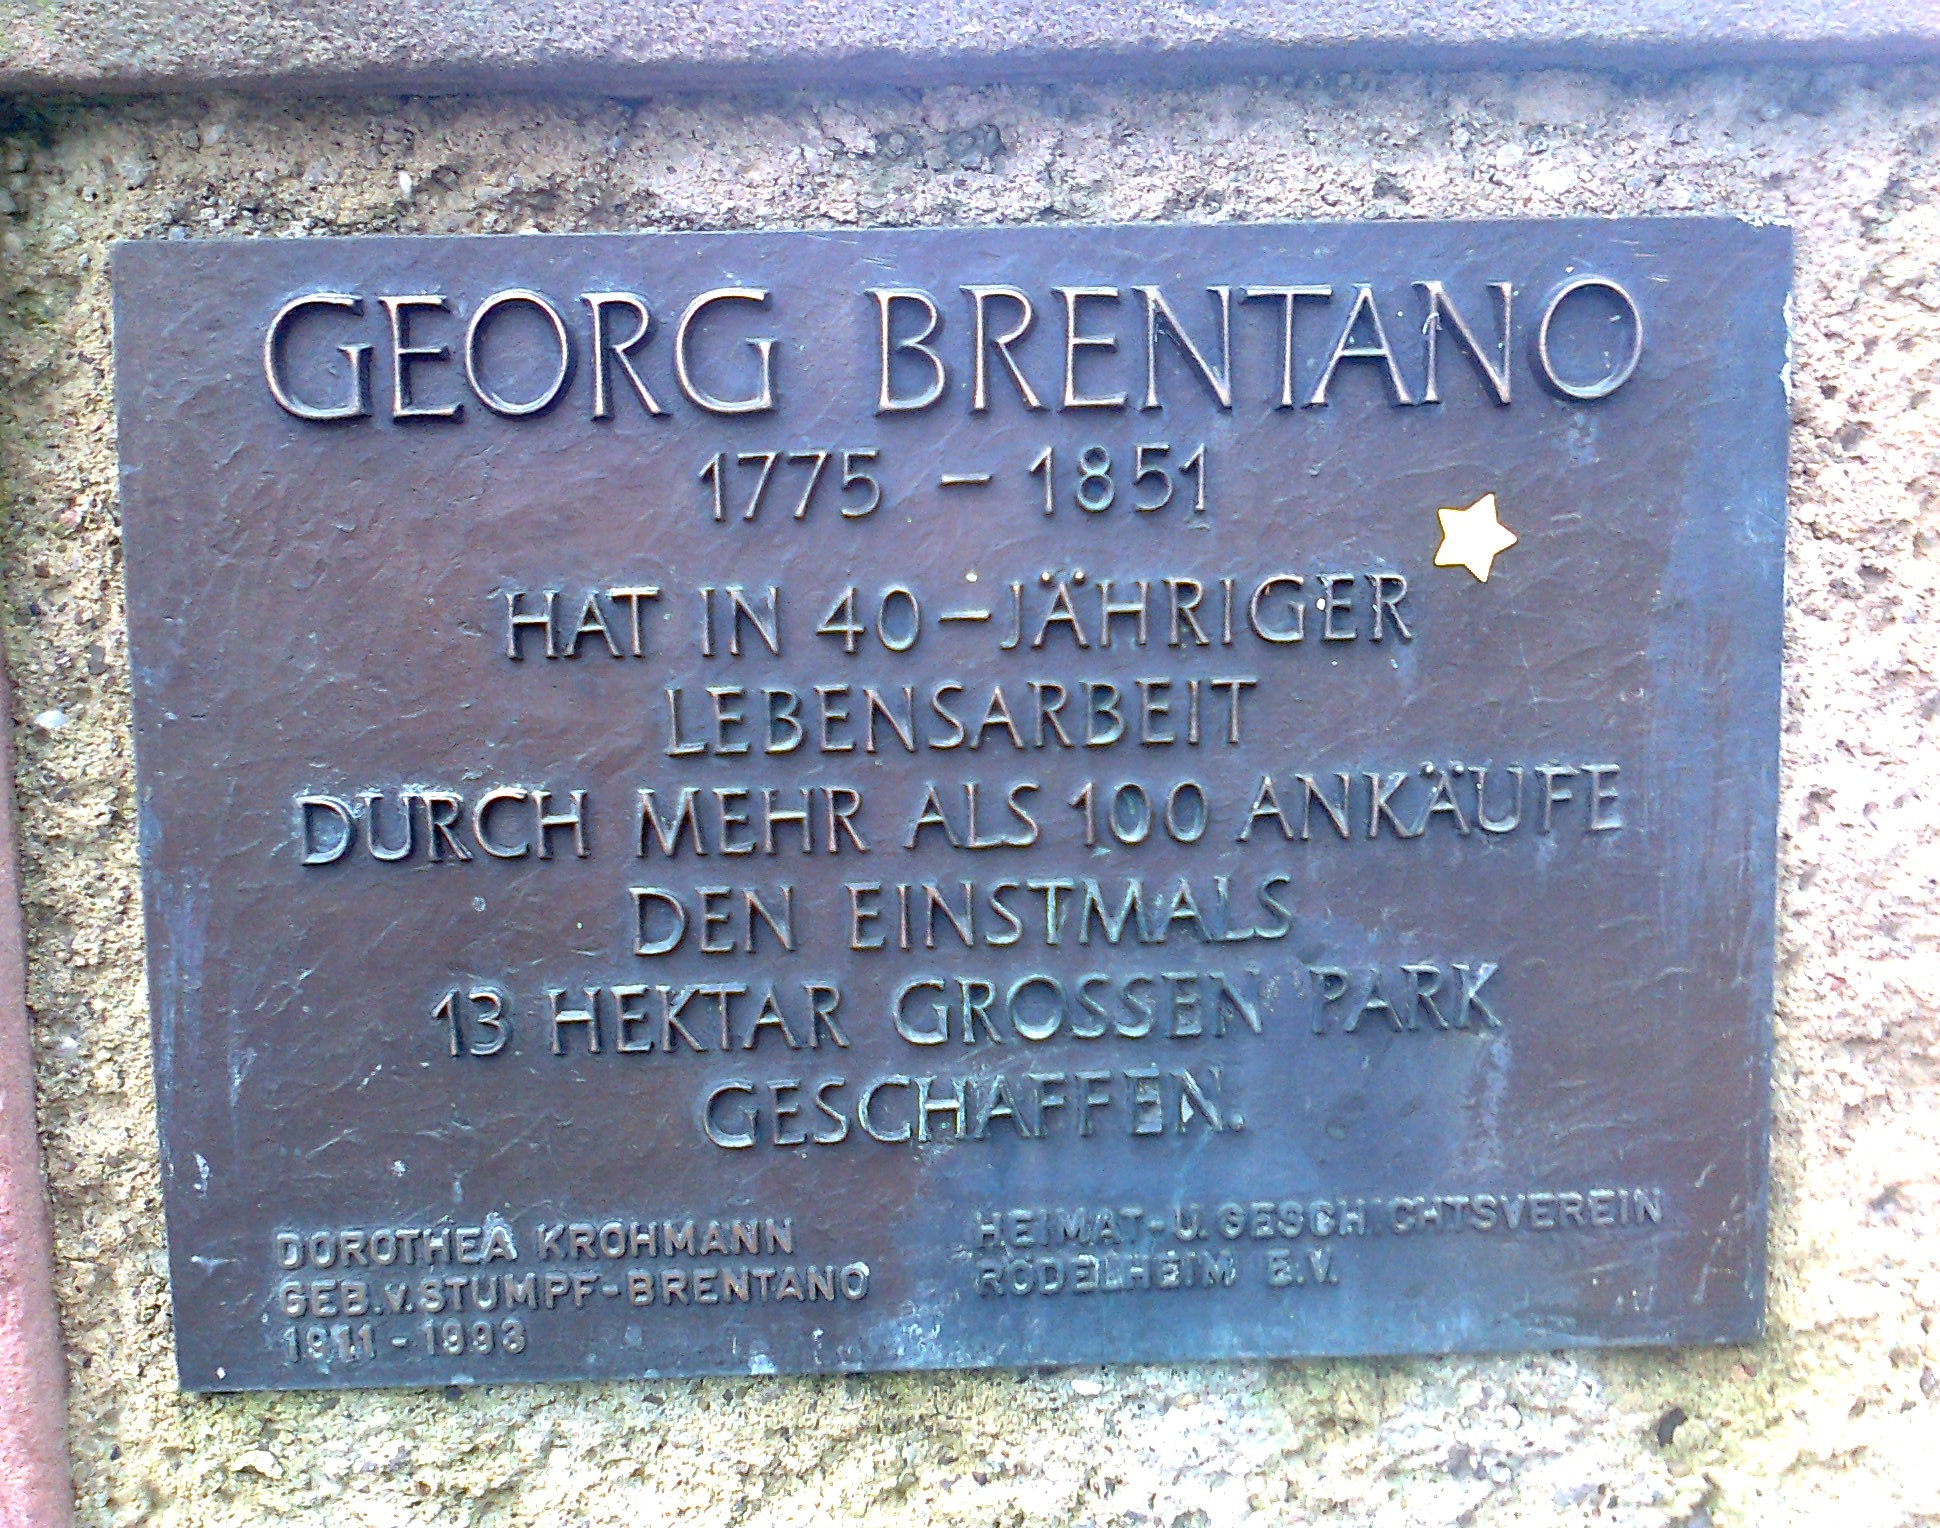 GEORG BRENTANO
1775 – 1851
HAT IN 40-JÄHRIGER
LEBENSARBEIT
DURCH MEHR ALS 100 ANKÄUFE
DEN EINSTMALS
13 HEKTAR GROSSEN PARK
GESCHAFFEN.
DOROTHEA KROHMANN
GEB.v.STUMPF-BRENTANO
1911 - 1993
HEIMAT-U.GESCHICHTSVEREIN
RÖDELHEIM E.V.